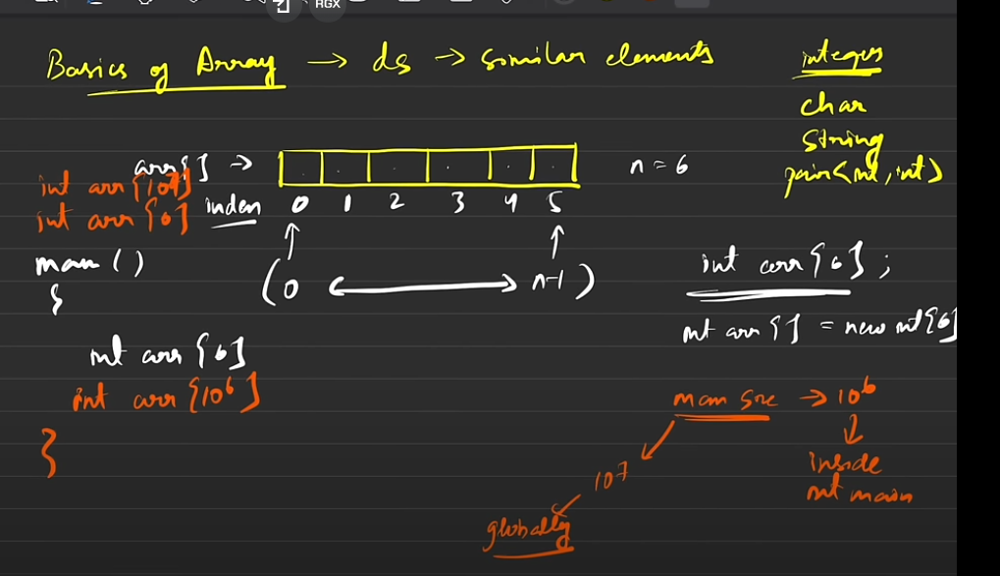 RGX
Basics of Array → ds → similar elements
integers
char
string
pair<int, int>
arr[] →
n = 6
int arr[10^7]
int arr[6]
index 0 1 2 3 4 5
main ()
{
(0 ↔ n-1)
int arr[6];
int arr[] = new int[6]
int arr[6]
int arr[10^6]
}
max size → 10^6
inside
int main
10^7
globally